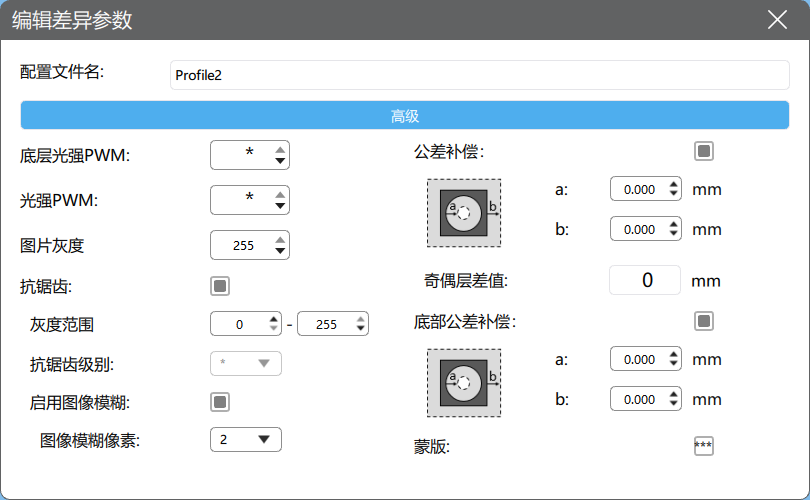 编辑差异参数
配置文件名:
Profile2
高级
底层光强PWM:
*
光强PWM:
*
图片灰度
255
抗锯齿:
灰度范围
0 - 255
抗锯齿级别:
*
启用图像模糊:
图像模糊像素:
2
公差补偿:
a b
a: 0.000 mm
b: 0.000 mm
奇偶层差值: 0 mm
底部公差补偿:
a b
a: 0.000 mm
b: 0.000 mm
蒙版: ***